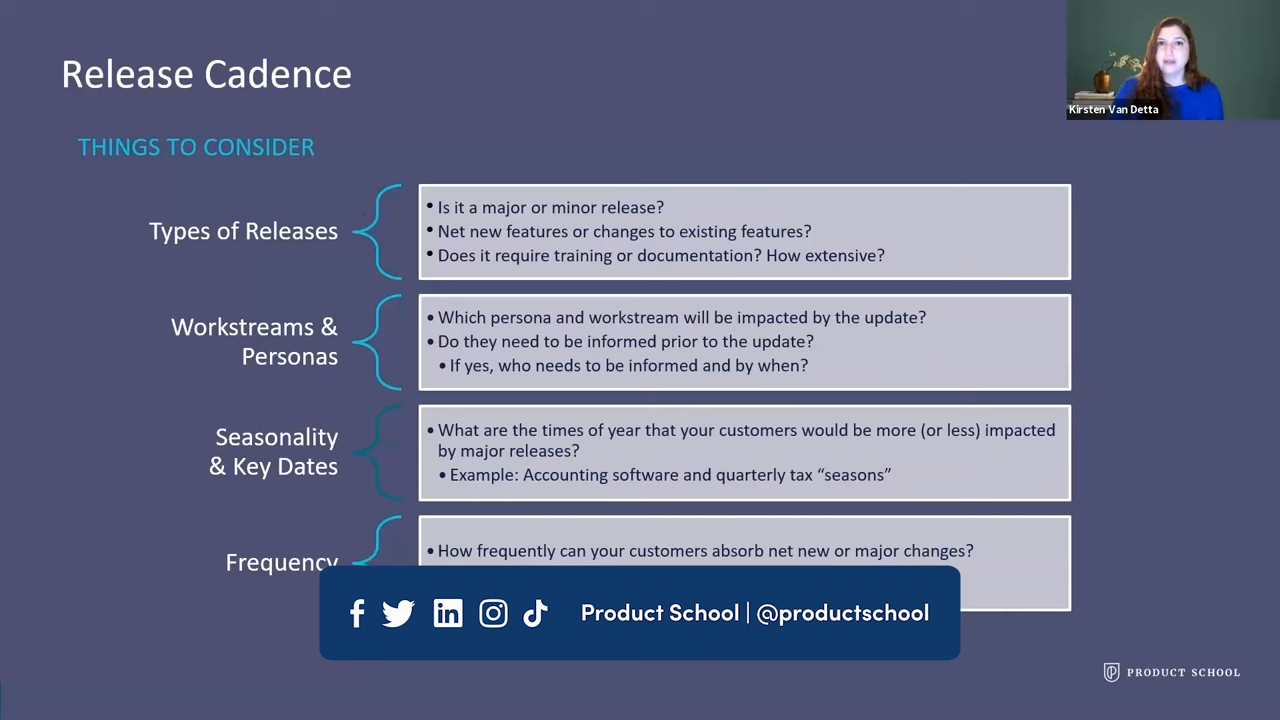 Release Cadence
Kirsten Van Detta
THINGS TO CONSIDER
Types of Releases
• Is it a major or minor release?
• Net new features or changes to existing features?
• Does it require training or documentation? How extensive?
Workstreams &
Personas
• Which persona and workstream will be impacted by the update?
• Do they need to be informed prior to the update?
• If yes, who needs to be informed and by when?
Seasonality
& Key Dates
• What are the times of year that your customers would be more (or less) impacted
by major releases?
• Example: Accounting software and quarterly tax “seasons”
Frequency
• How frequently can your customers absorb net new or major changes?
Product School | @productschool
PRODUCT SCHOOL